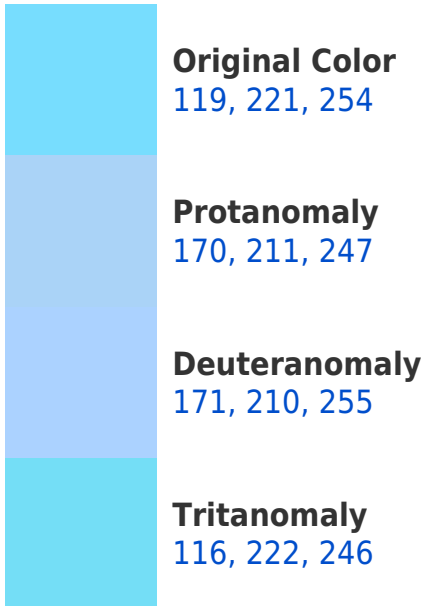 Original Color
119, 221, 254
Protanomaly
170, 211, 247
Deuteranomaly
171, 210, 255
Tritanomaly
116, 222, 246